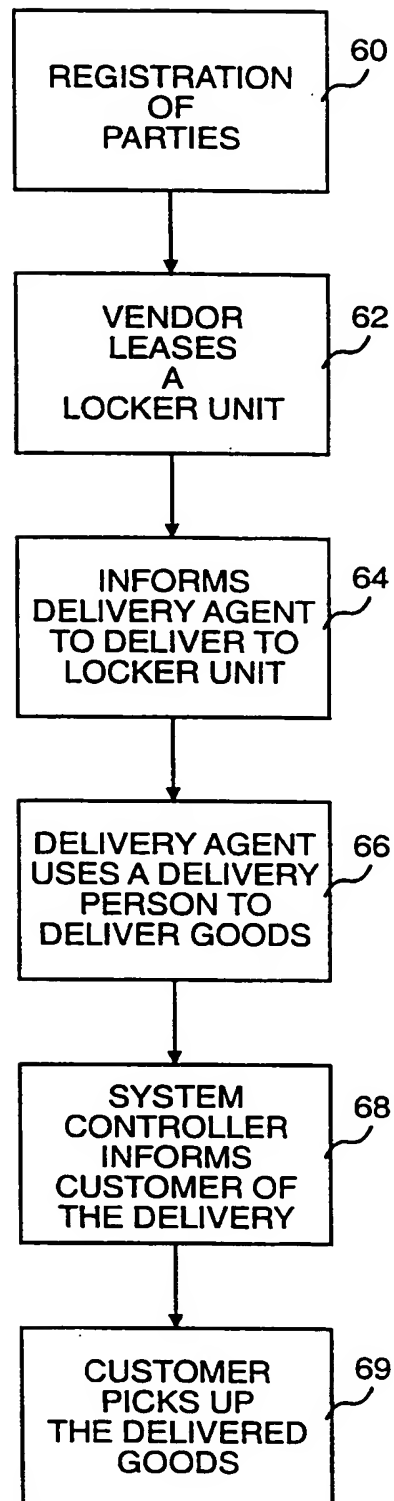 REGISTRATION
OF
PARTIES
60
VENDOR
LEASES
A
LOCKER UNIT
62
INFORMS
DELIVERY AGENT
TO DELIVER TO
LOCKER UNIT
64
DELIVERY AGENT
USES A DELIVERY
PERSON TO
DELIVER GOODS
66
SYSTEM
CONTROLLER
INFORMS
CUSTOMER OF
THE DELIVERY
68
CUSTOMER
PICKS UP
THE DELIVERED
GOODS
69